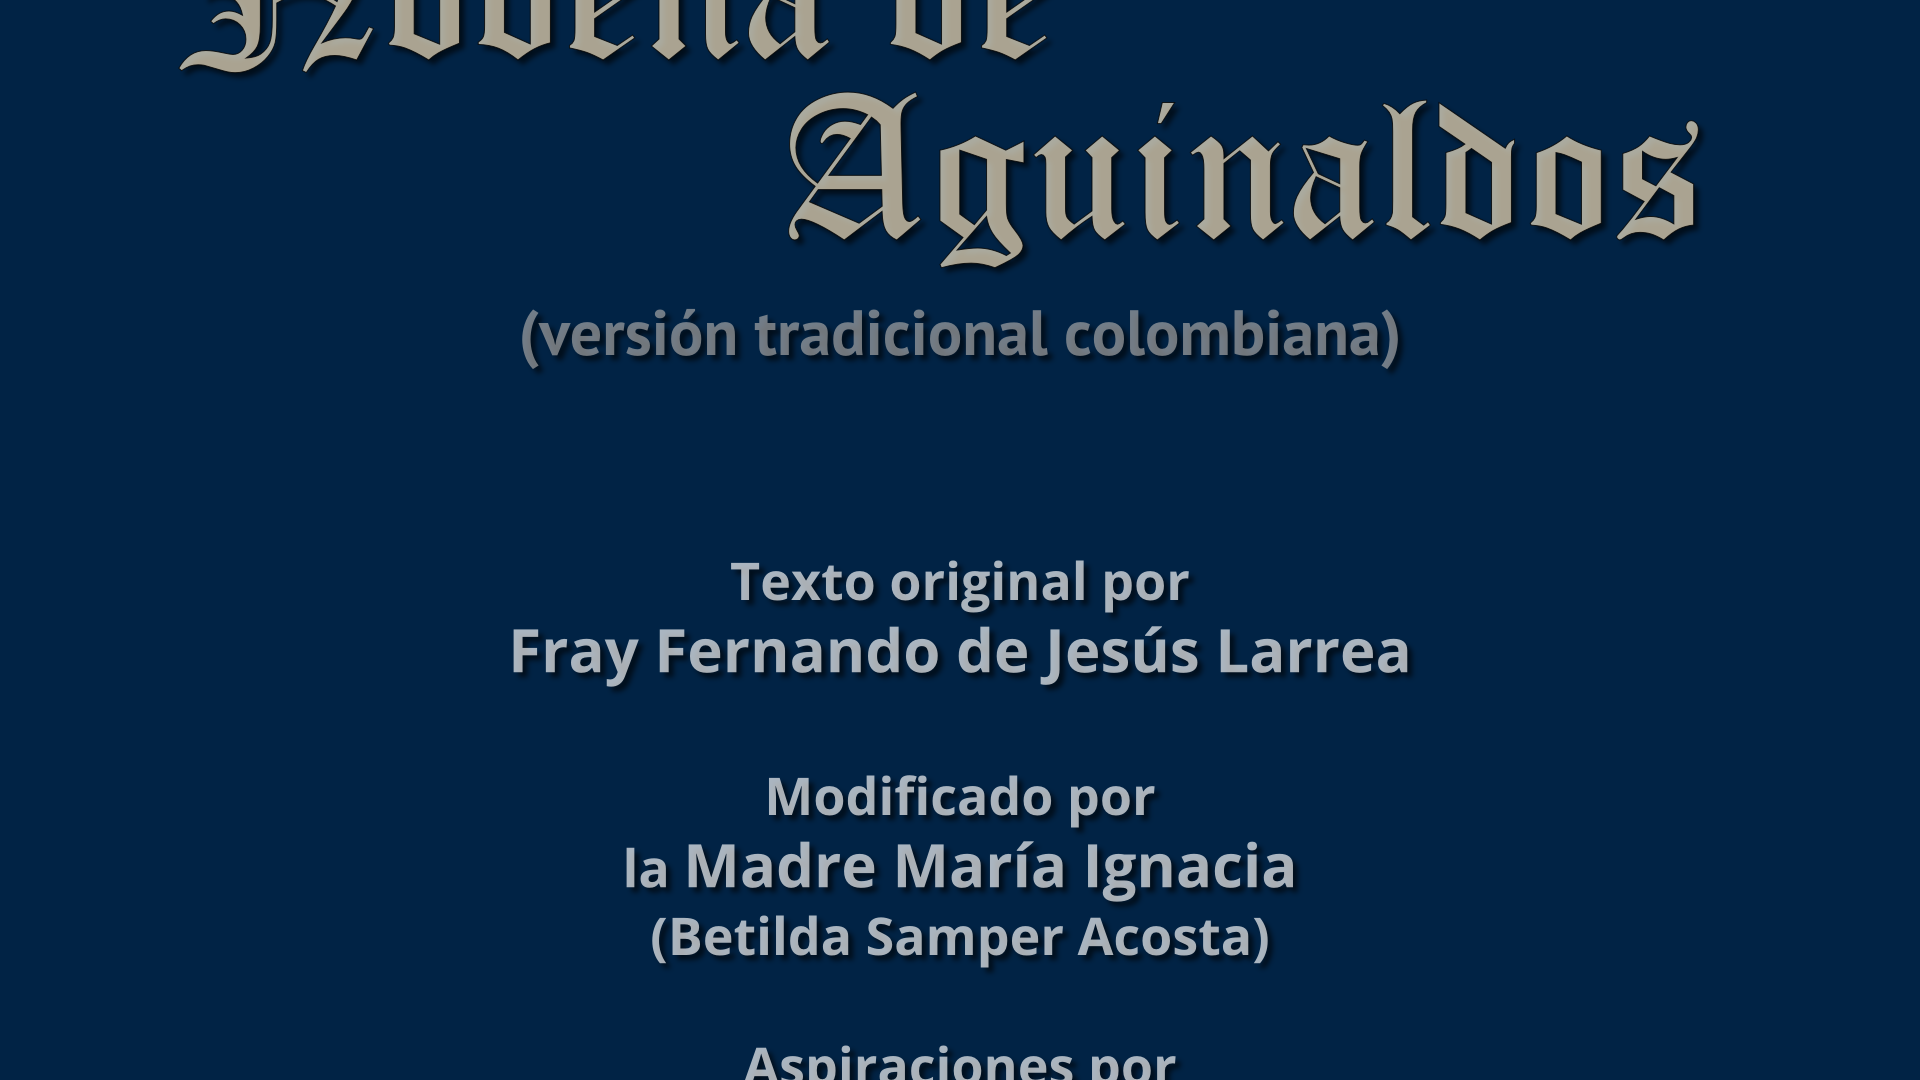 Novena de
Aguinaldos
(versión tradicional colombiana)
Texto original por
Fray Fernando de Jesús Larrea
Modificado por
la Madre María Ignacia
(Betilda Samper Acosta)
Aspiraciones por